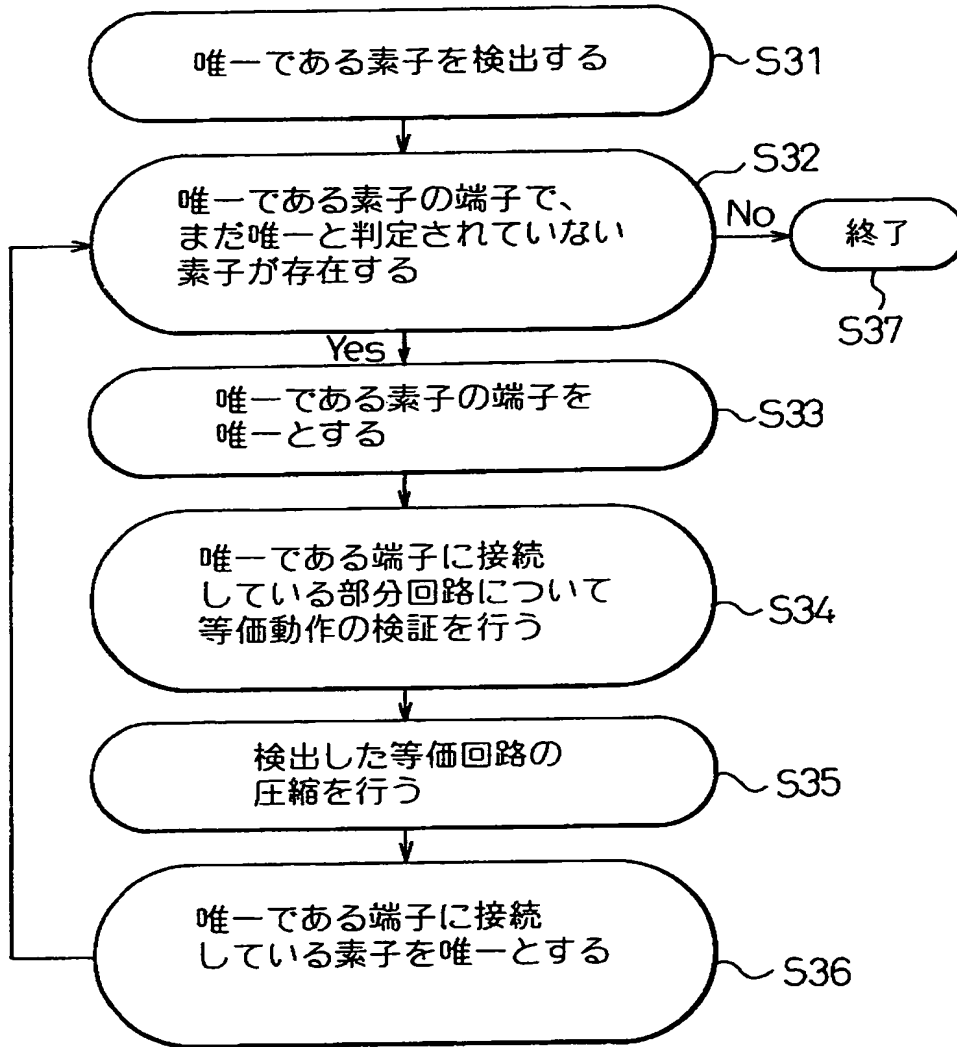 唯一である素子を検出する
S31
唯一である素子の端子で、
まだ唯一と判定されていない
素子が存在する
S32
No
終了
S37
Yes
唯一である素子の端子を
唯一とする
S33
唯一である端子に接続
している部分回路について
等価動作の検証を行う
S34
検出した等価回路の
圧縮を行う
S35
唯一である端子に接続
している素子を唯一とする
S36